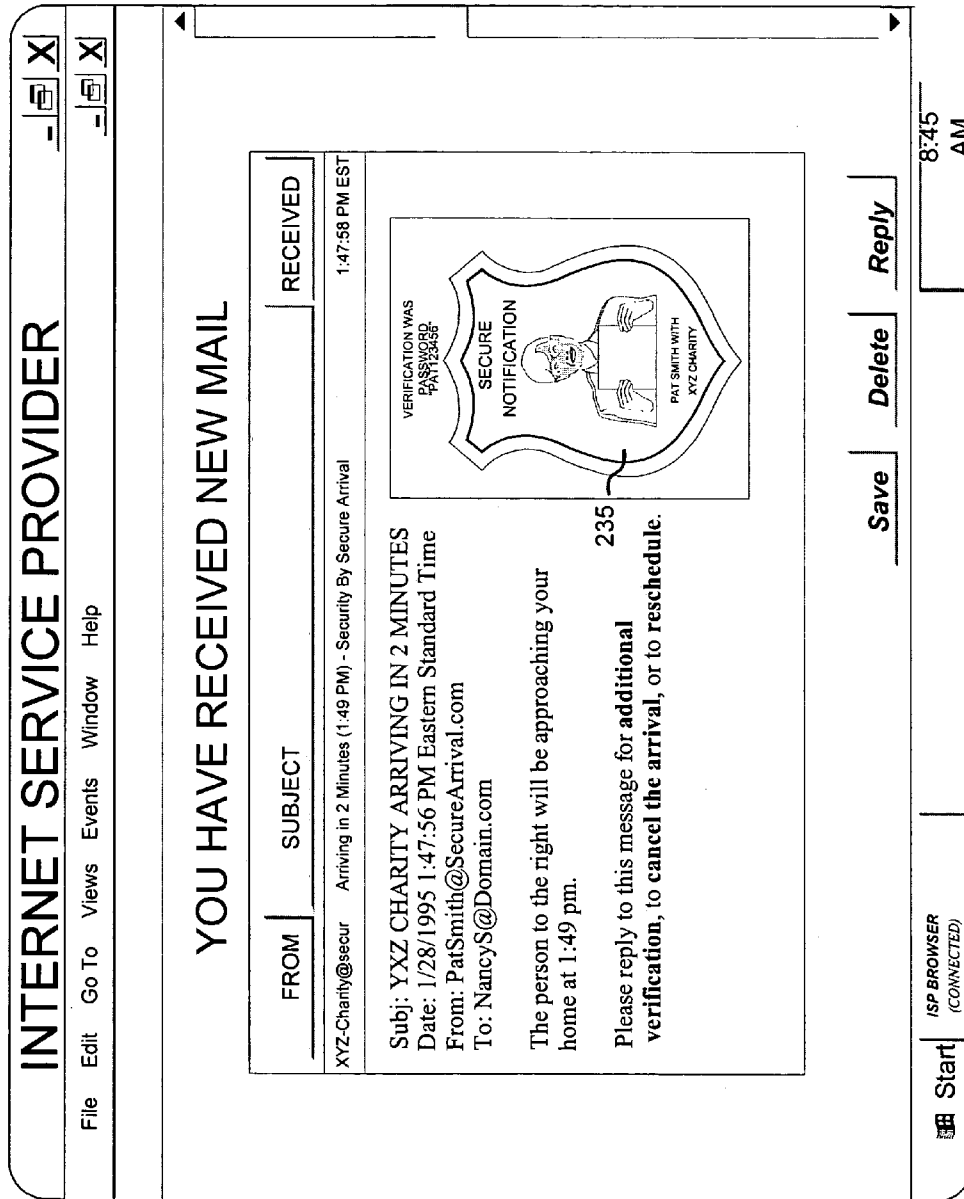 INTERNET SERVICE PROVIDER
File Edit Go To Views Events Window Help
YOU HAVE RECEIVED NEW MAIL
FROM SUBJECT RECEIVED
XYZ-Charity@secur Arriving in 2 Minutes (1:49 PM) - Security By Secure Arrival 1:47:58 PM EST
Subj: YXZ CHARITY ARRIVING IN 2 MINUTES
Date: 1/28/1995 1:47:56 PM Eastern Standard Time
From: PatSmith@SecureArrival.com
To: NancyS@Domain.com
The person to the right will be approaching your
home at 1:49 pm.
Please reply to this message for additional
verification, to cancel the arrival, or to reschedule.
VERIFICATION WAS
PASSWORD
"PAT123456"
SECURE
NOTIFICATION
PAT SMITH WITH
XYZ CHARITY
235
Save Delete Reply
Start
ISP BROWSER
(CONNECTED)
8:45
AM